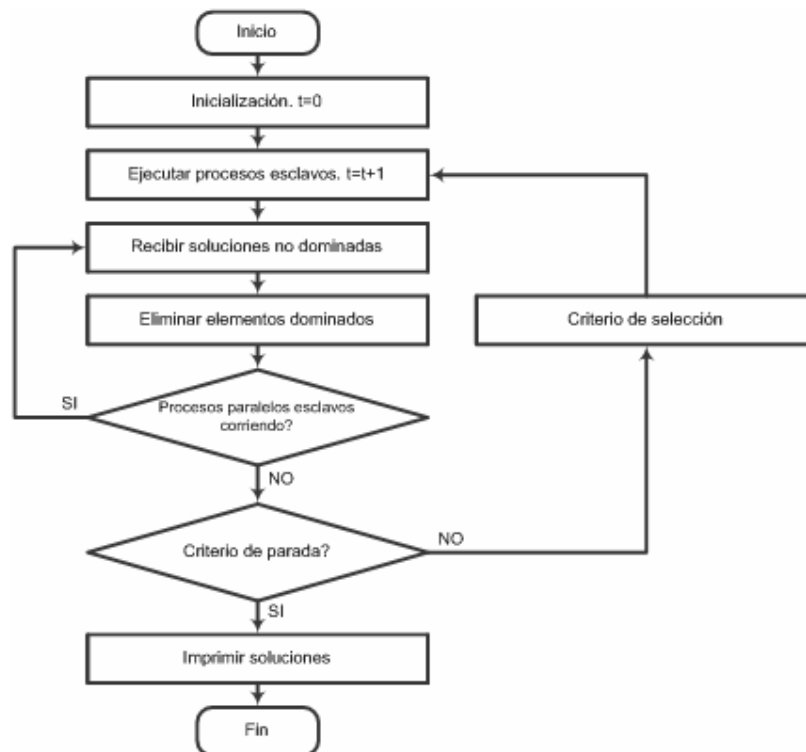 Inicio
Inicialización. t=0
Ejecutar procesos esclavos. t=t+1
Recibir soluciones no dominadas
Eliminar elementos dominados
Criterio de selección
SI
Procesos paralelos esclavos
corriendo?
NO
Criterio de parada?
NO
SI
Imprimir soluciones
Fin